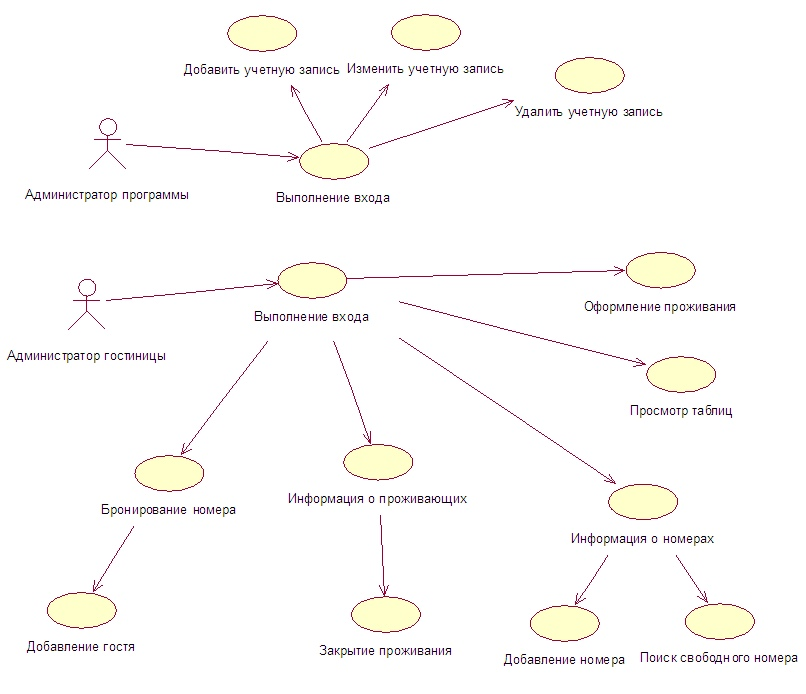 Добавить учетную запись
Изменить учетную запись
Удалить учетную запись
Администратор программы
Выполнение входа
Оформление проживания
Выполнение входа
Администратор гостиницы
Просмотр таблиц
Бронирование номера
Информация о проживающих
Информация о номерах
Добавление гостя
Закрытие проживания
Добавление номера
Поиск свободного номера